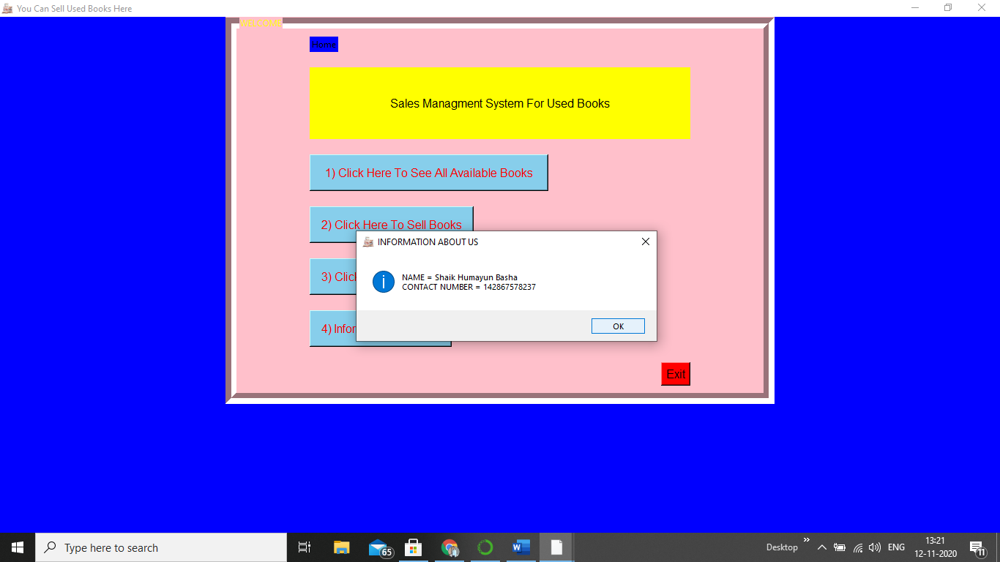 You Can Sell Used Books Here
WELCOME
Home
Sales Managment System For Used Books
1) Click Here To See All Available Books
2) Click Here To Sell Books
3) Clic
4) Infor
INFORMATION ABOUT US
NAME = Shaik Humayun Basha
CONTACT NUMBER = 142867578237
OK
Exit
Type here to search
65
Desktop
ENG
13:21
12-11-2020
11